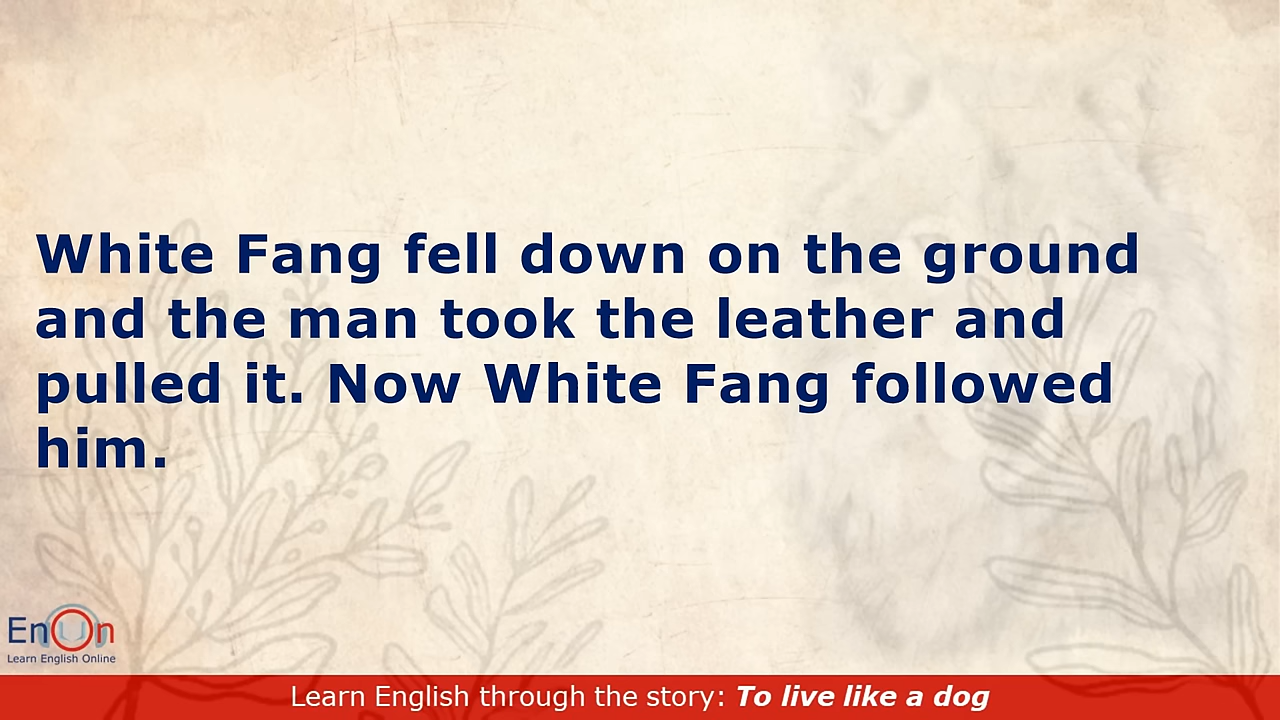 White Fang fell down on the ground
and the man took the leather and
pulled it. Now White Fang followed
him.
EnOn
Learn English Online
Learn English through the story: To live like a dog